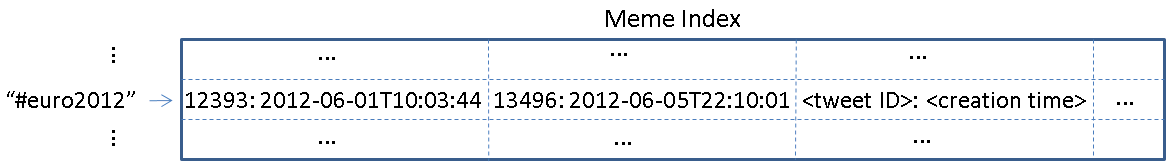 Meme Index
⋮ ... ... ...
“#euro2012” → 12393: 2012-06-01T10:03:44 13496: 2012-06-05T22:10:01 <tweet ID>: <creation time> ...
⋮ ... ... ...